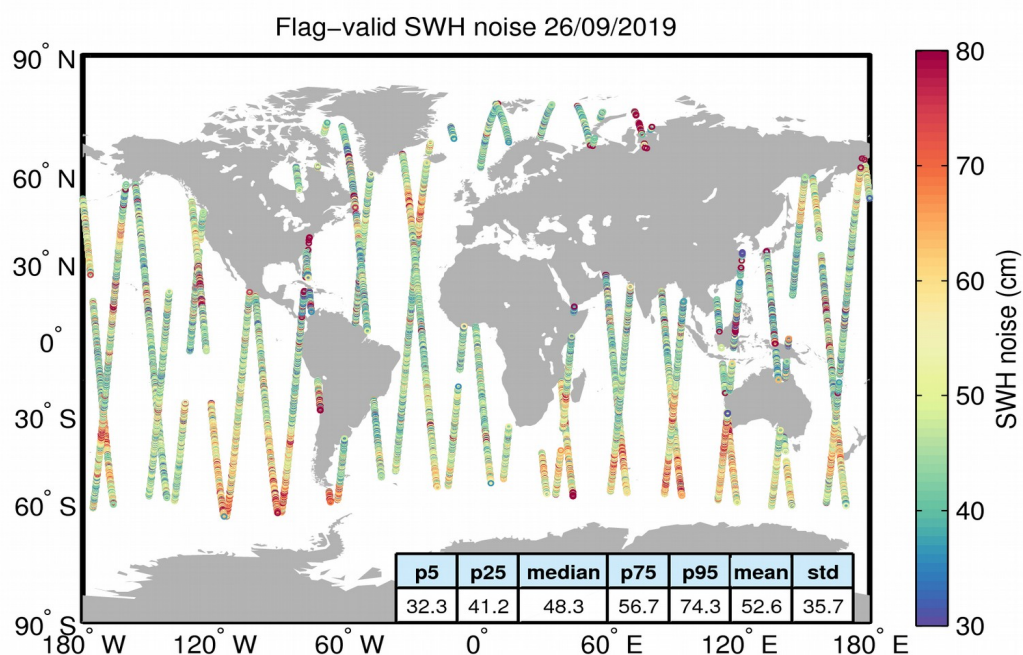 Flag−valid SWH noise 26/09/2019
90° N
60° N
30° N
0°
30° S
60° S
90° S
180° W
120° W
60° W
0°
60° E
120° E
180° E
80
70
60
50
40
30
SWH noise (cm)
p5 p25 median p75 p95 mean std
32.3 41.2 48.3 56.7 74.3 52.6 35.7